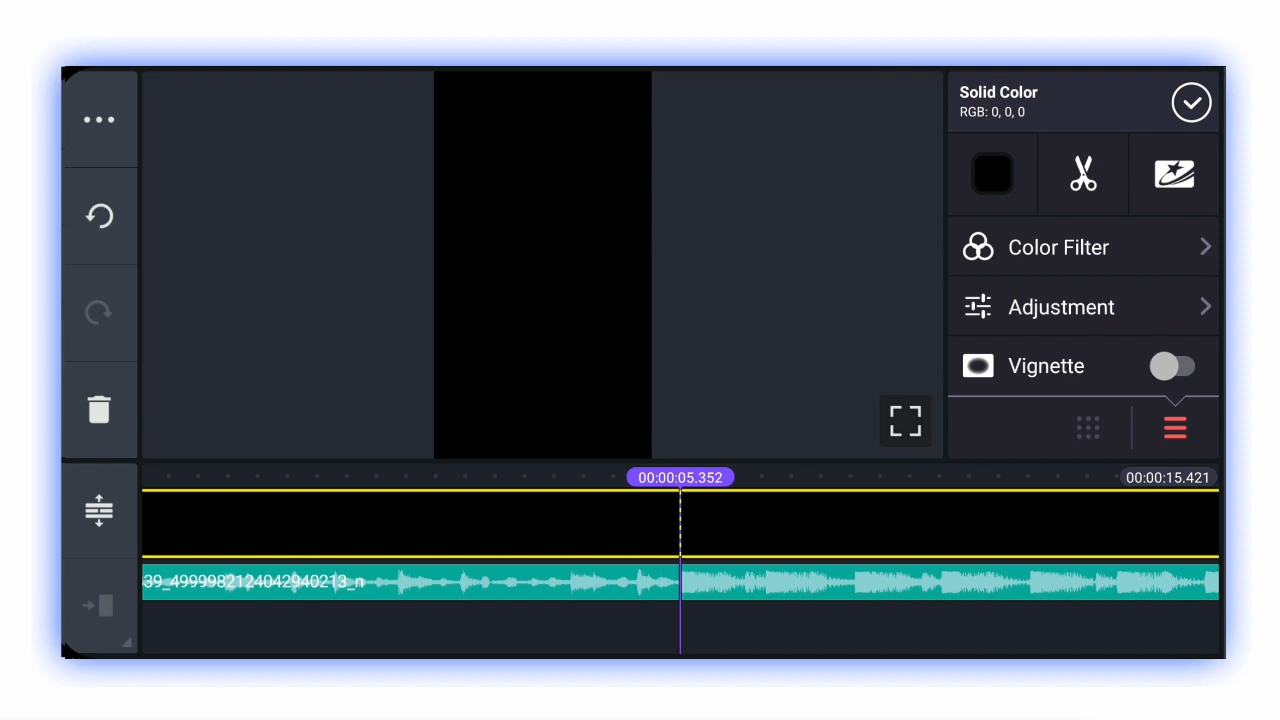 Solid Color
RGB: 0, 0, 0
Color Filter
Adjustment
Vignette
00:00:05.352
00:00:15.421
39_4999982124042940213_n